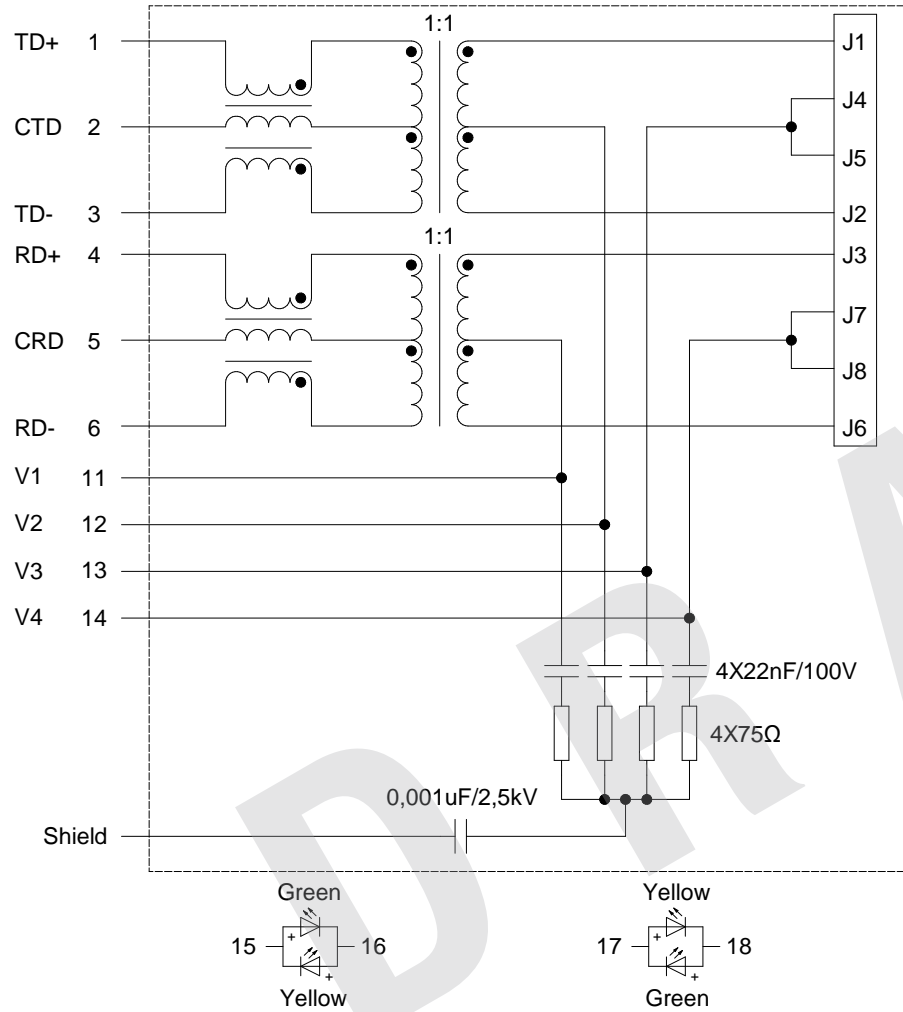 1:1
TD+ 1 J1
J4
CTD 2
J5
TD- 3 J2
1:1
RD+ 4 J3
J7
CRD 5
J8
RD- 6 J6
V1 11
V2 12
V3 13
V4 14
4X22nF/100V
4X75Ω
0,001uF/2,5kV
Shield
Green Yellow
15 + 16 17 + 18
+ +
Yellow Green
D R A